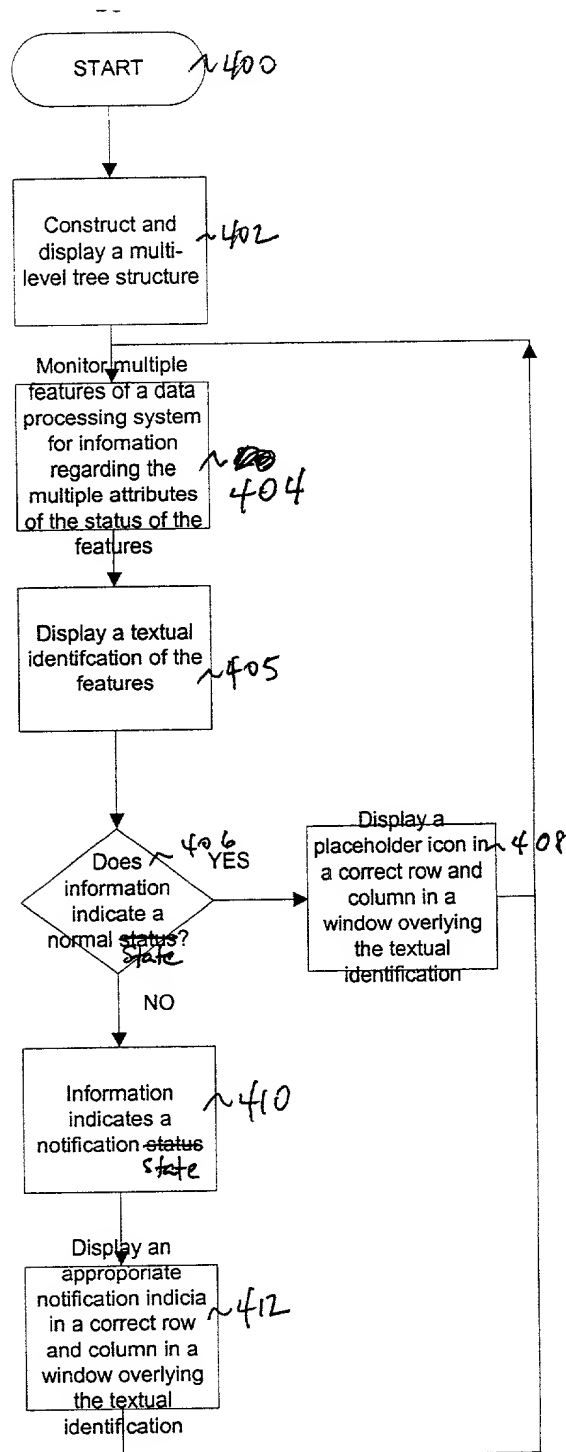 START
400
Construct and
display a multi-
level tree structure
402
Monitor multiple
features of a data
processing system
for infomation
regarding the
multiple attributes
of the status of the
features
404
Display a textual
identifcation of the
features
405
Does
information
indicate a
normal status?
State
406
YES
Display a
placeholder icon in
a correct row and
column in a
window overlying
the textual
identification
408
NO
Information
indicates a
notification status
State
410
Display an
approporiate
notification indicia
in a correct row
and column in a
window overlying
the textual
identification
412